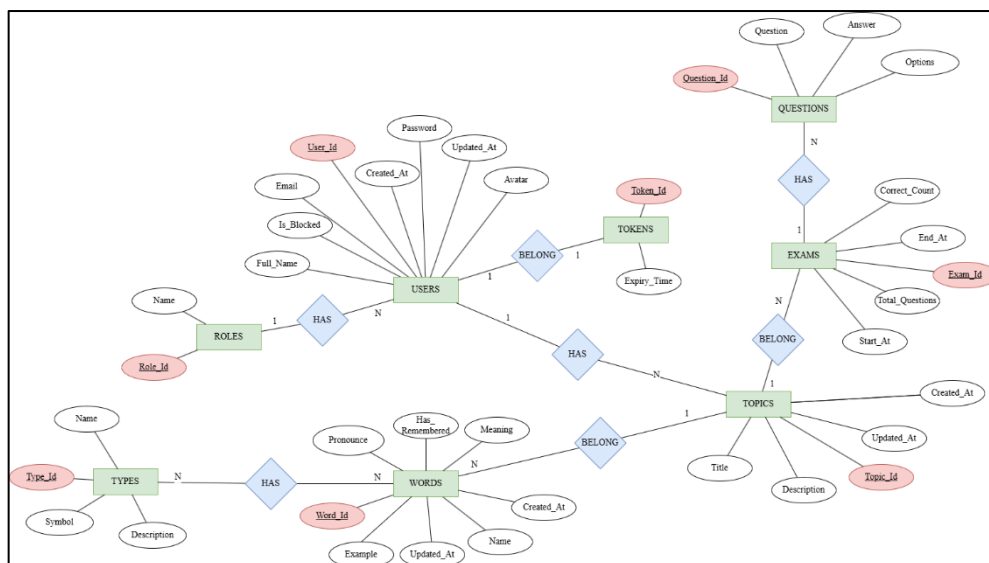 Question
Answer
Options
Question_Id
QUESTIONS
N
HAS
1
Correct_Count
End_At
EXAMS
Exam_Id
Total_Questions
Start_At
N
BELONG
1
Password
User_Id
Updated_At
Created_At
Avatar
Email
Is_Blocked
Full_Name
USERS
1
BELONG
1
Token_Id
TOKENS
Expiry_Time
Name
ROLES
Role_Id
1
HAS
N
1
HAS
N
TOPICS
Created_At
Updated_At
Topic_Id
Description
Title
1
BELONG
N
Has_
Remembered
Pronounce
Meaning
WORDS
Word_Id
Example
Updated_At
Name
Created_At
N
HAS
N
Name
Type_Id
TYPES
Symbol
Description